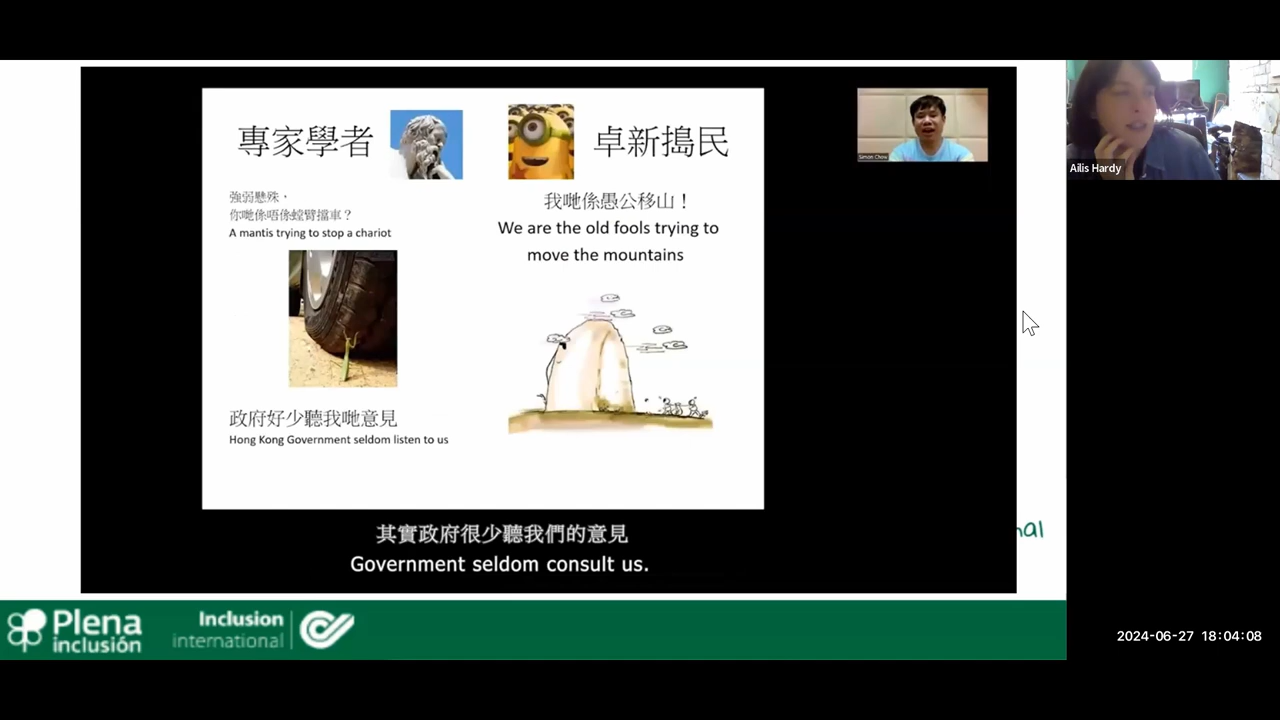 專家學者
卓新搗民
強弱懸殊，
你哋係唔係螳臂擋車？
A mantis trying to stop a chariot
我哋係愚公移山！
We are the old fools trying to
move the mountains
政府好少聽我哋意見
Hong Kong Government seldom listen to us
其實政府很少聽我們的意見
Government seldom consult us.
Simon Chow
Ailis Hardy
nal
Plena
inclusión
Inclusion
international
2024-06-27 18:04:08